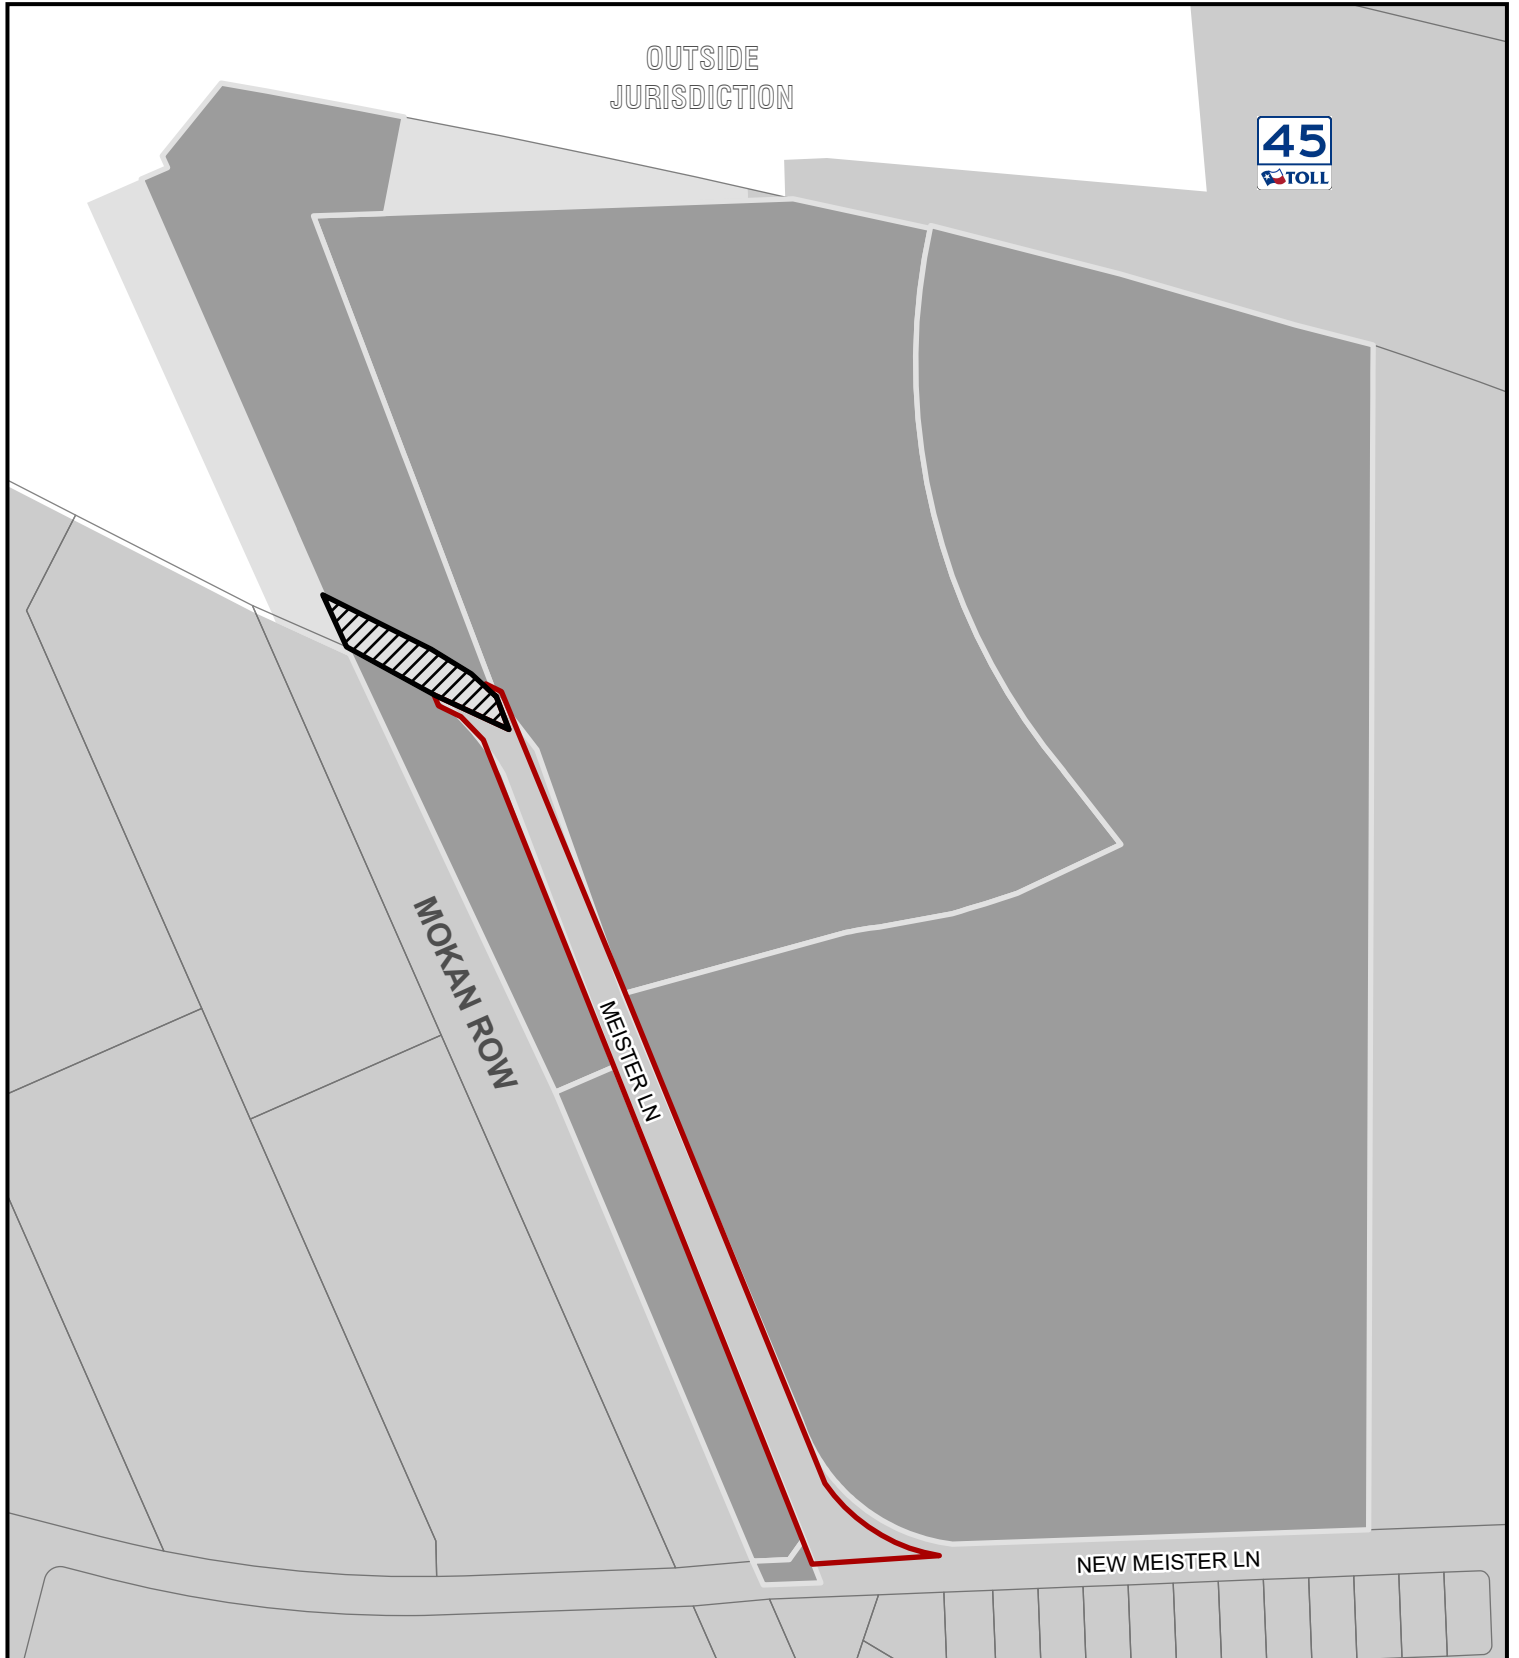 OUTSIDE
JURISDICTION
45
TOLL
MOKAN ROW
MEISTER LN
NEW MEISTER LN